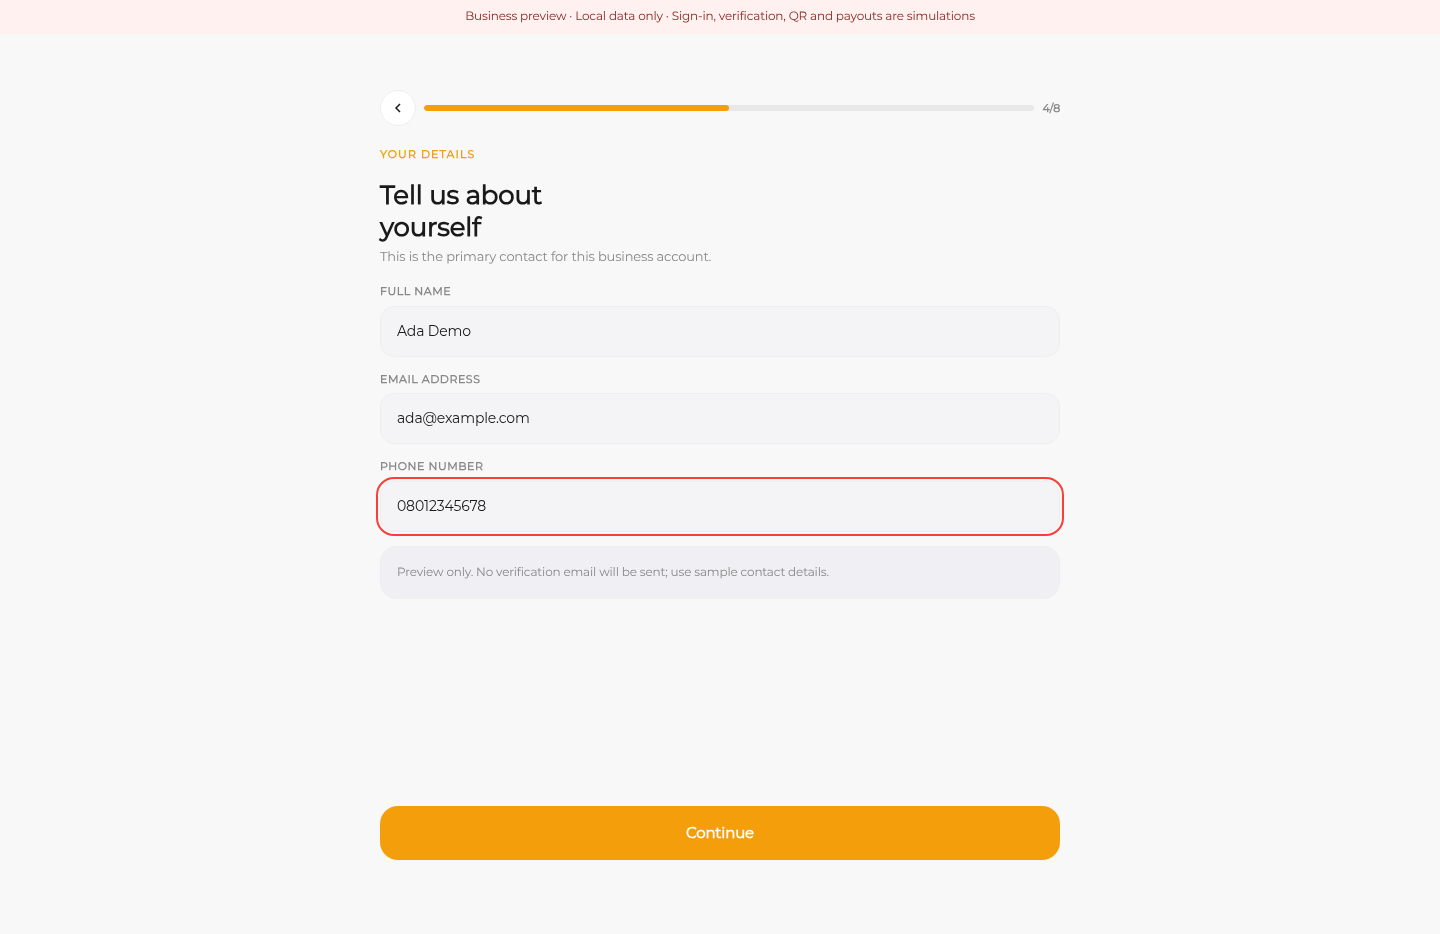 Business preview · Local data only · Sign-in, verification, QR and payouts are simulations
4/8
YOUR DETAILS
Tell us about
yourself
This is the primary contact for this business account.
FULL NAME
Ada Demo
EMAIL ADDRESS
ada@example.com
PHONE NUMBER
08012345678
Preview only. No verification email will be sent; use sample contact details.
Continue